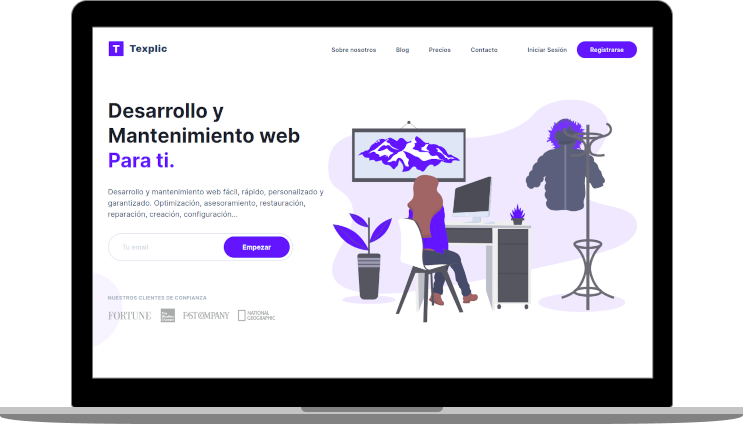 T Texplic
Sobre nosotros Blog Precios Contacto Iniciar Sesión Registrarse
Desarrollo y
Mantenimiento web
Para ti.
Desarrollo y mantenimiento web fácil, rápido, personalizado y
garantizado. Optimización, asesoramiento, restauración,
reparación, creación, configuración...
Tu email
Empezar
NUESTROS CLIENTES DE CONFIANZA
FORTUNE
FAST COMPANY
NATIONAL
GEOGRAPHIC